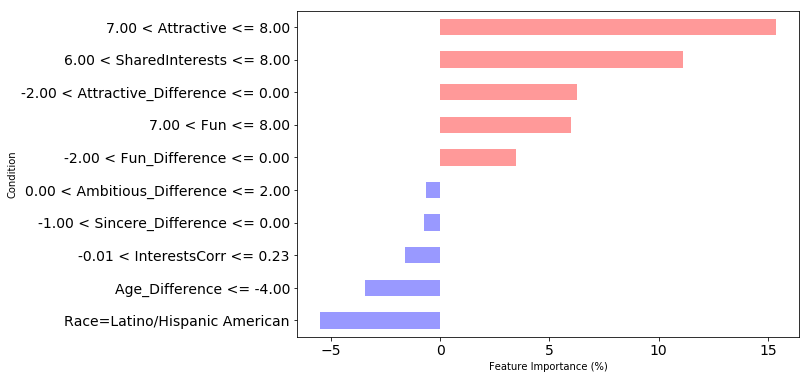 7.00 < Attractive <= 8.00
6.00 < SharedInterests <= 8.00
-2.00 < Attractive_Difference <= 0.00
7.00 < Fun <= 8.00
-2.00 < Fun_Difference <= 0.00
0.00 < Ambitious_Difference <= 2.00
-1.00 < Sincere_Difference <= 0.00
-0.01 < InterestsCorr <= 0.23
Age_Difference <= -4.00
Race=Latino/Hispanic American
Condition
−5 0 5 10 15
Feature Importance (%)